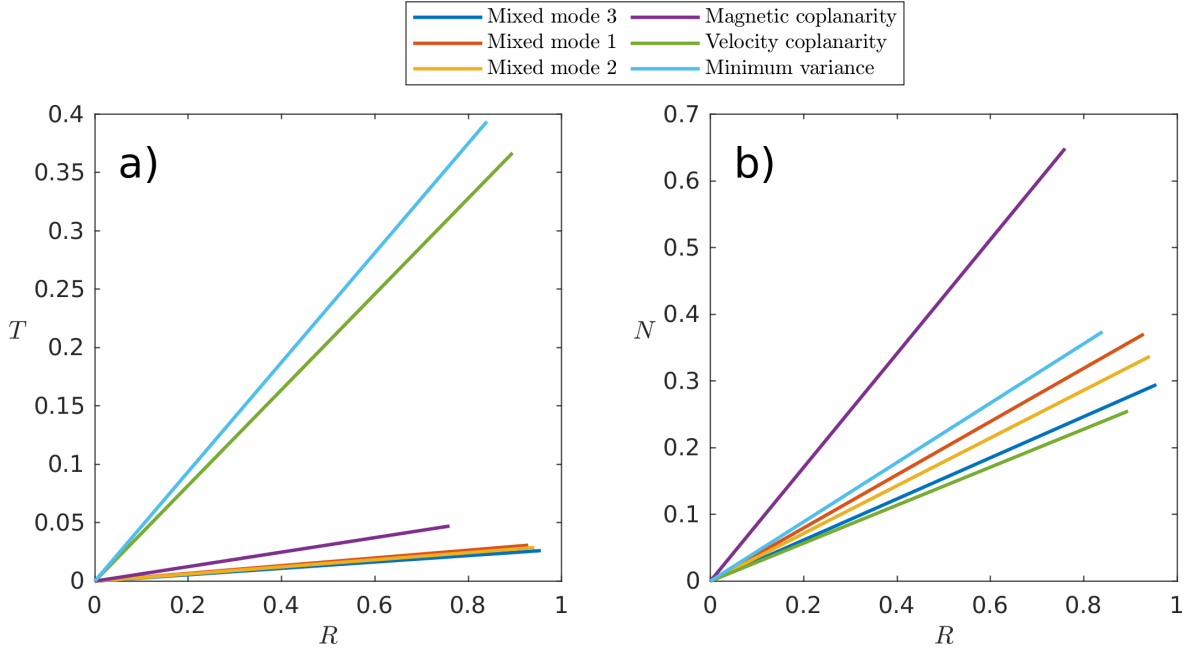 Mixed mode 3 Magnetic coplanarity
Mixed mode 1 Velocity coplanarity
Mixed mode 2 Minimum variance
a)
0.4
0.35
0.3
0.25
0.2
0.15
0.1
0.05
0
T
0 0.2 0.4 0.6 0.8 1
R
b)
0.7
0.6
0.5
0.4
0.3
0.2
0.1
0
N
0 0.2 0.4 0.6 0.8 1
R